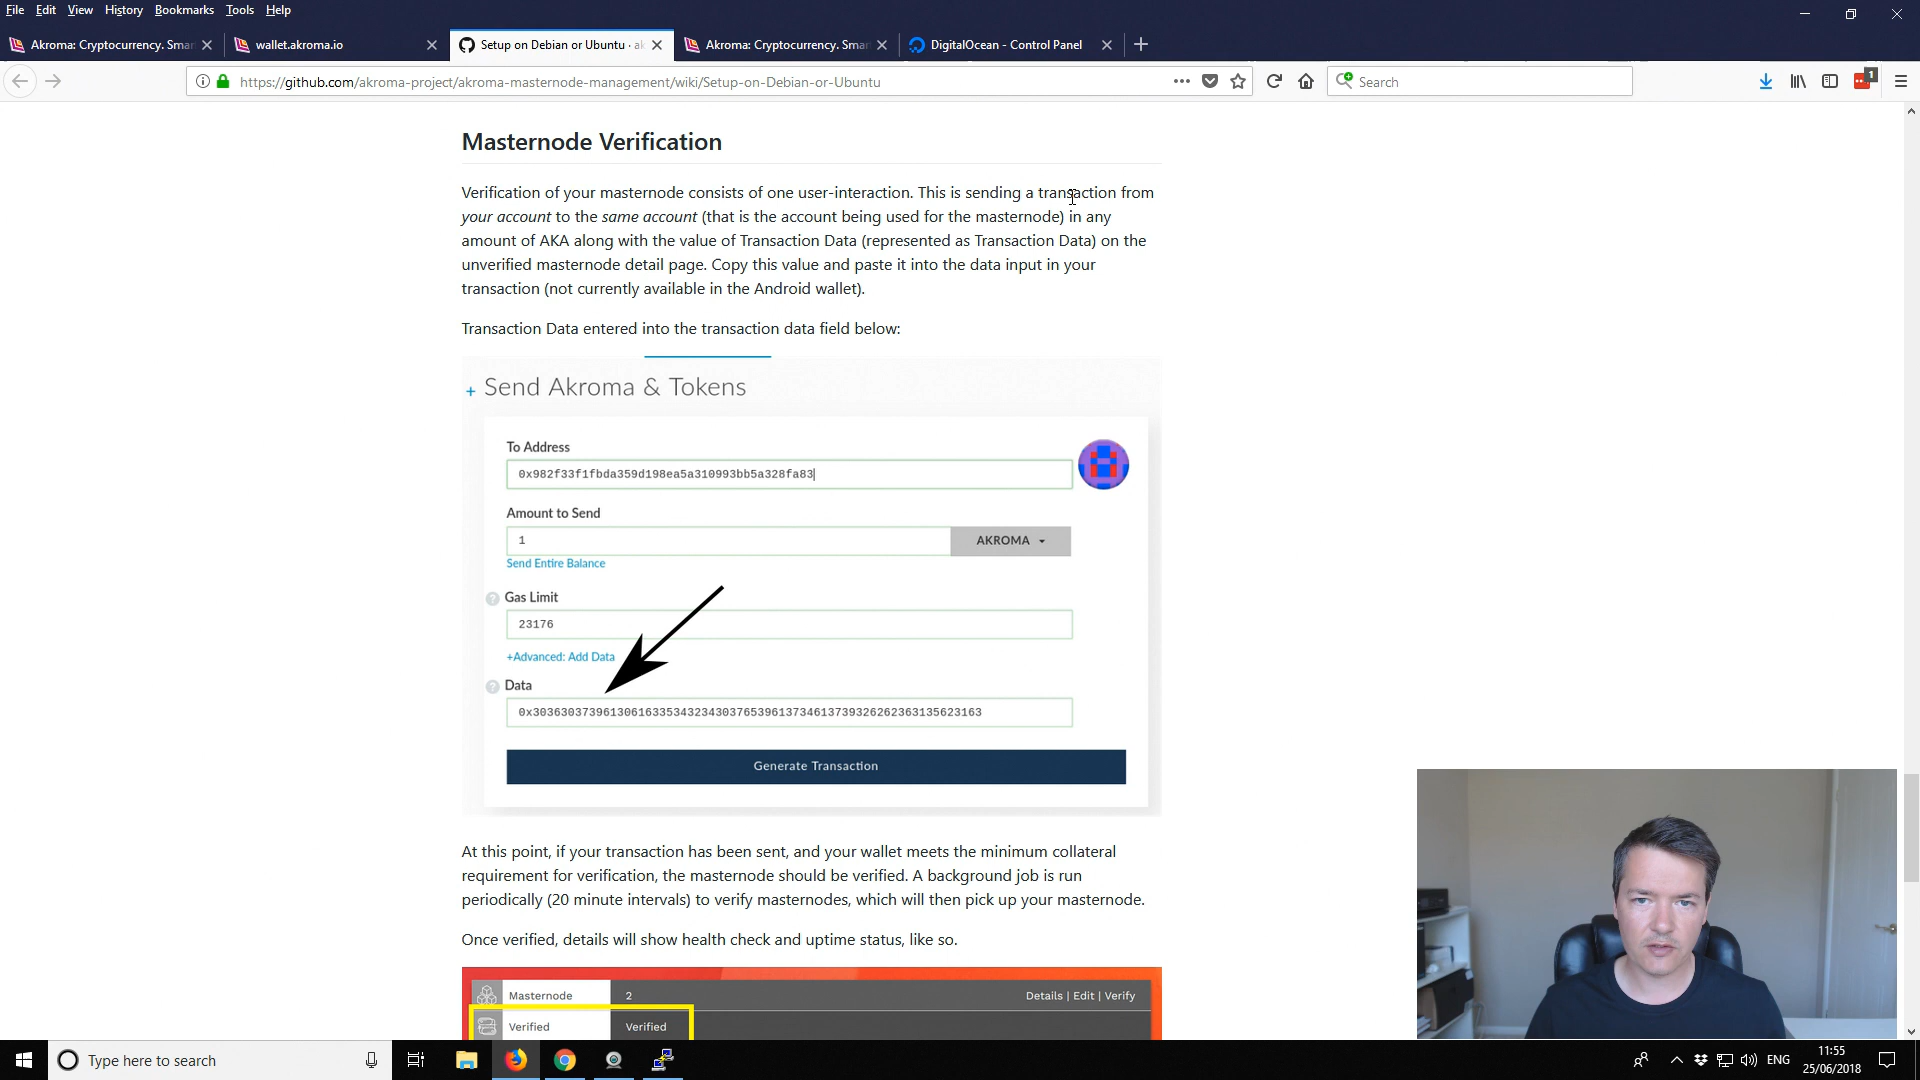 File Edit View History Bookmarks Tools Help
Akroma: Cryptocurrency. Smar
wallet.akroma.io
Setup on Debian or Ubuntu · ak
Akroma: Cryptocurrency. Smar
DigitalOcean - Control Panel
https://github.com/akroma-project/akroma-masternode-management/wiki/Setup-on-Debian-or-Ubuntu
Search
1
Masternode Verification
Verification of your masternode consists of one user-interaction. This is sending a transaction from
your account to the same account (that is the account being used for the masternode) in any
amount of AKA along with the value of Transaction Data (represented as Transaction Data) on the
unverified masternode detail page. Copy this value and paste it into the data input in your
transaction (not currently available in the Android wallet).
Transaction Data entered into the transaction data field below:
+ Send Akroma & Tokens
To Address
0x982f33f1fbda359d198ea5a310993bb5a328fa83
Amount to Send
1
AKROMA
Send Entire Balance
? Gas Limit
23176
+Advanced: Add Data
? Data
0x3036303739613061633534323430376539613734613739326262363135623163
Generate Transaction
At this point, if your transaction has been sent, and your wallet meets the minimum collateral
requirement for verification, the masternode should be verified. A background job is run
periodically (20 minute intervals) to verify masternodes, which will then pick up your masternode.
Once verified, details will show health check and uptime status, like so.
Masternode 2 Details | Edit | Verify
Verified Verified
Type here to search
ENG
11:55
25/06/2018